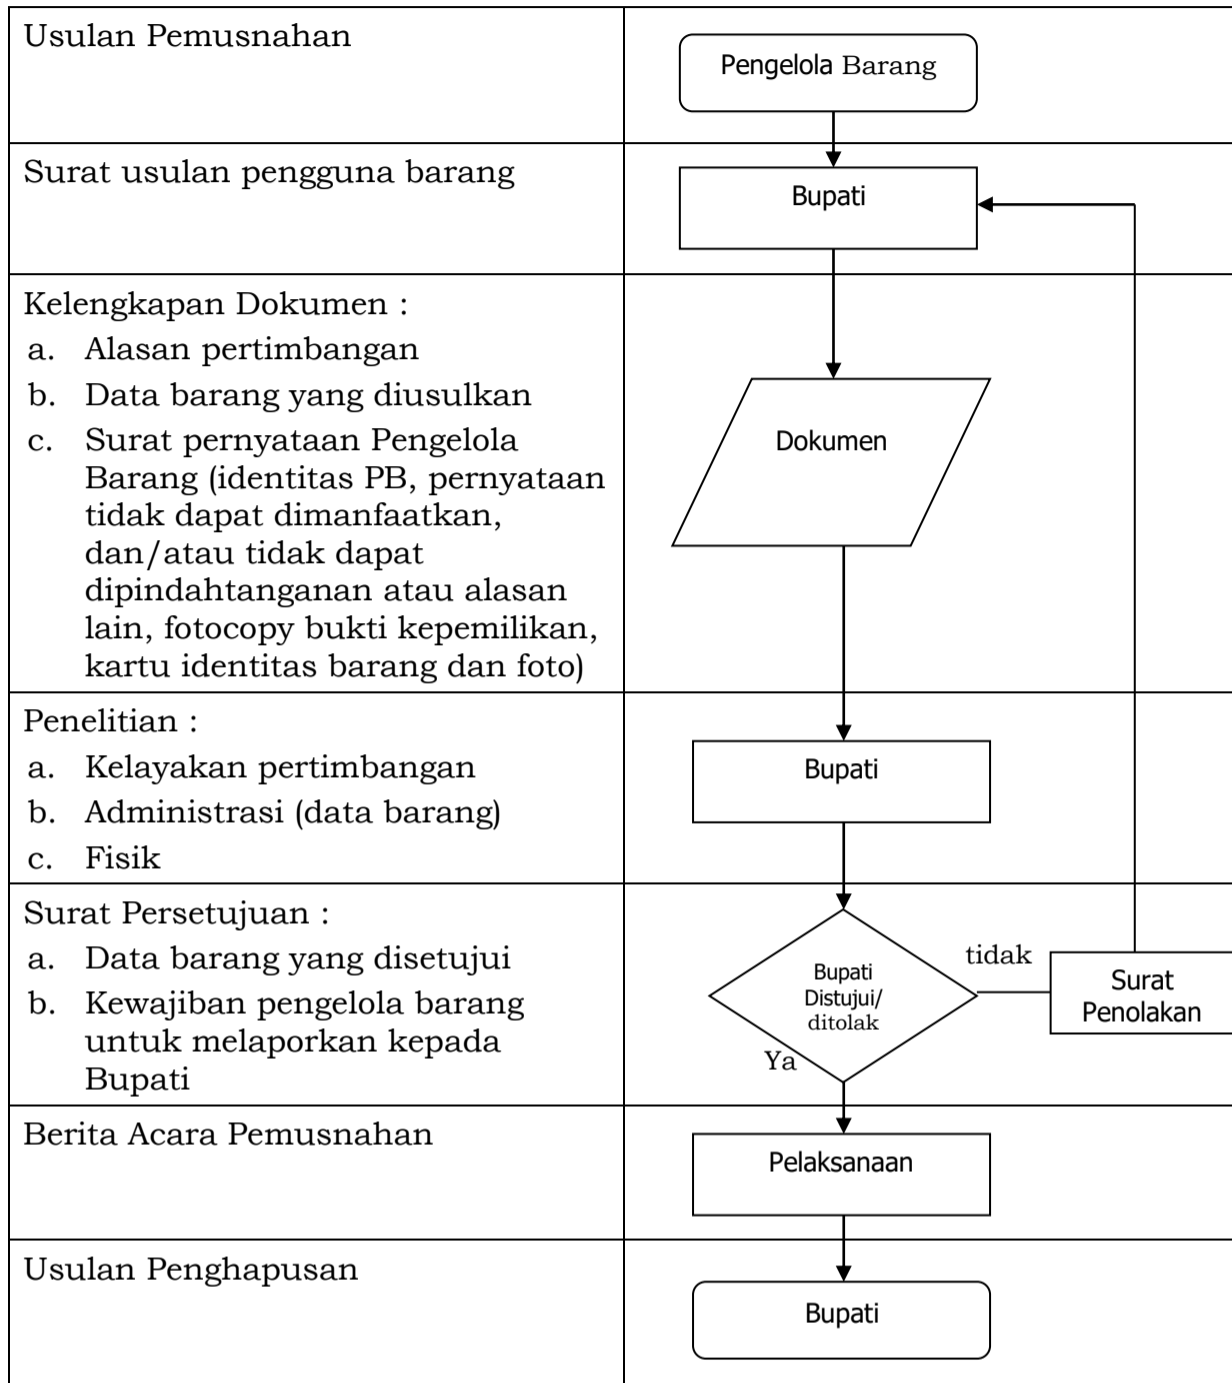 Usulan Pemusnahan
Pengelola Barang
Surat usulan pengguna barang
Bupati
Kelengkapan Dokumen :
a. Alasan pertimbangan
b. Data barang yang diusulkan
c. Surat pernyataan Pengelola
Barang (identitas PB, pernyataan
tidak dapat dimanfaatkan,
dan/atau tidak dapat
dipindahtanganan atau alasan
lain, fotocopy bukti kepemilikan,
kartu identitas barang dan foto)
Dokumen
Penelitian :
a. Kelayakan pertimbangan
b. Administrasi (data barang)
c. Fisik
Bupati
Surat Persetujuan :
a. Data barang yang disetujui
b. Kewajiban pengelola barang
untuk melaporkan kepada
Bupati
Bupati
Distujui/
ditolak
tidak
Surat
Penolakan
Ya
Berita Acara Pemusnahan
Pelaksanaan
Usulan Penghapusan
Bupati